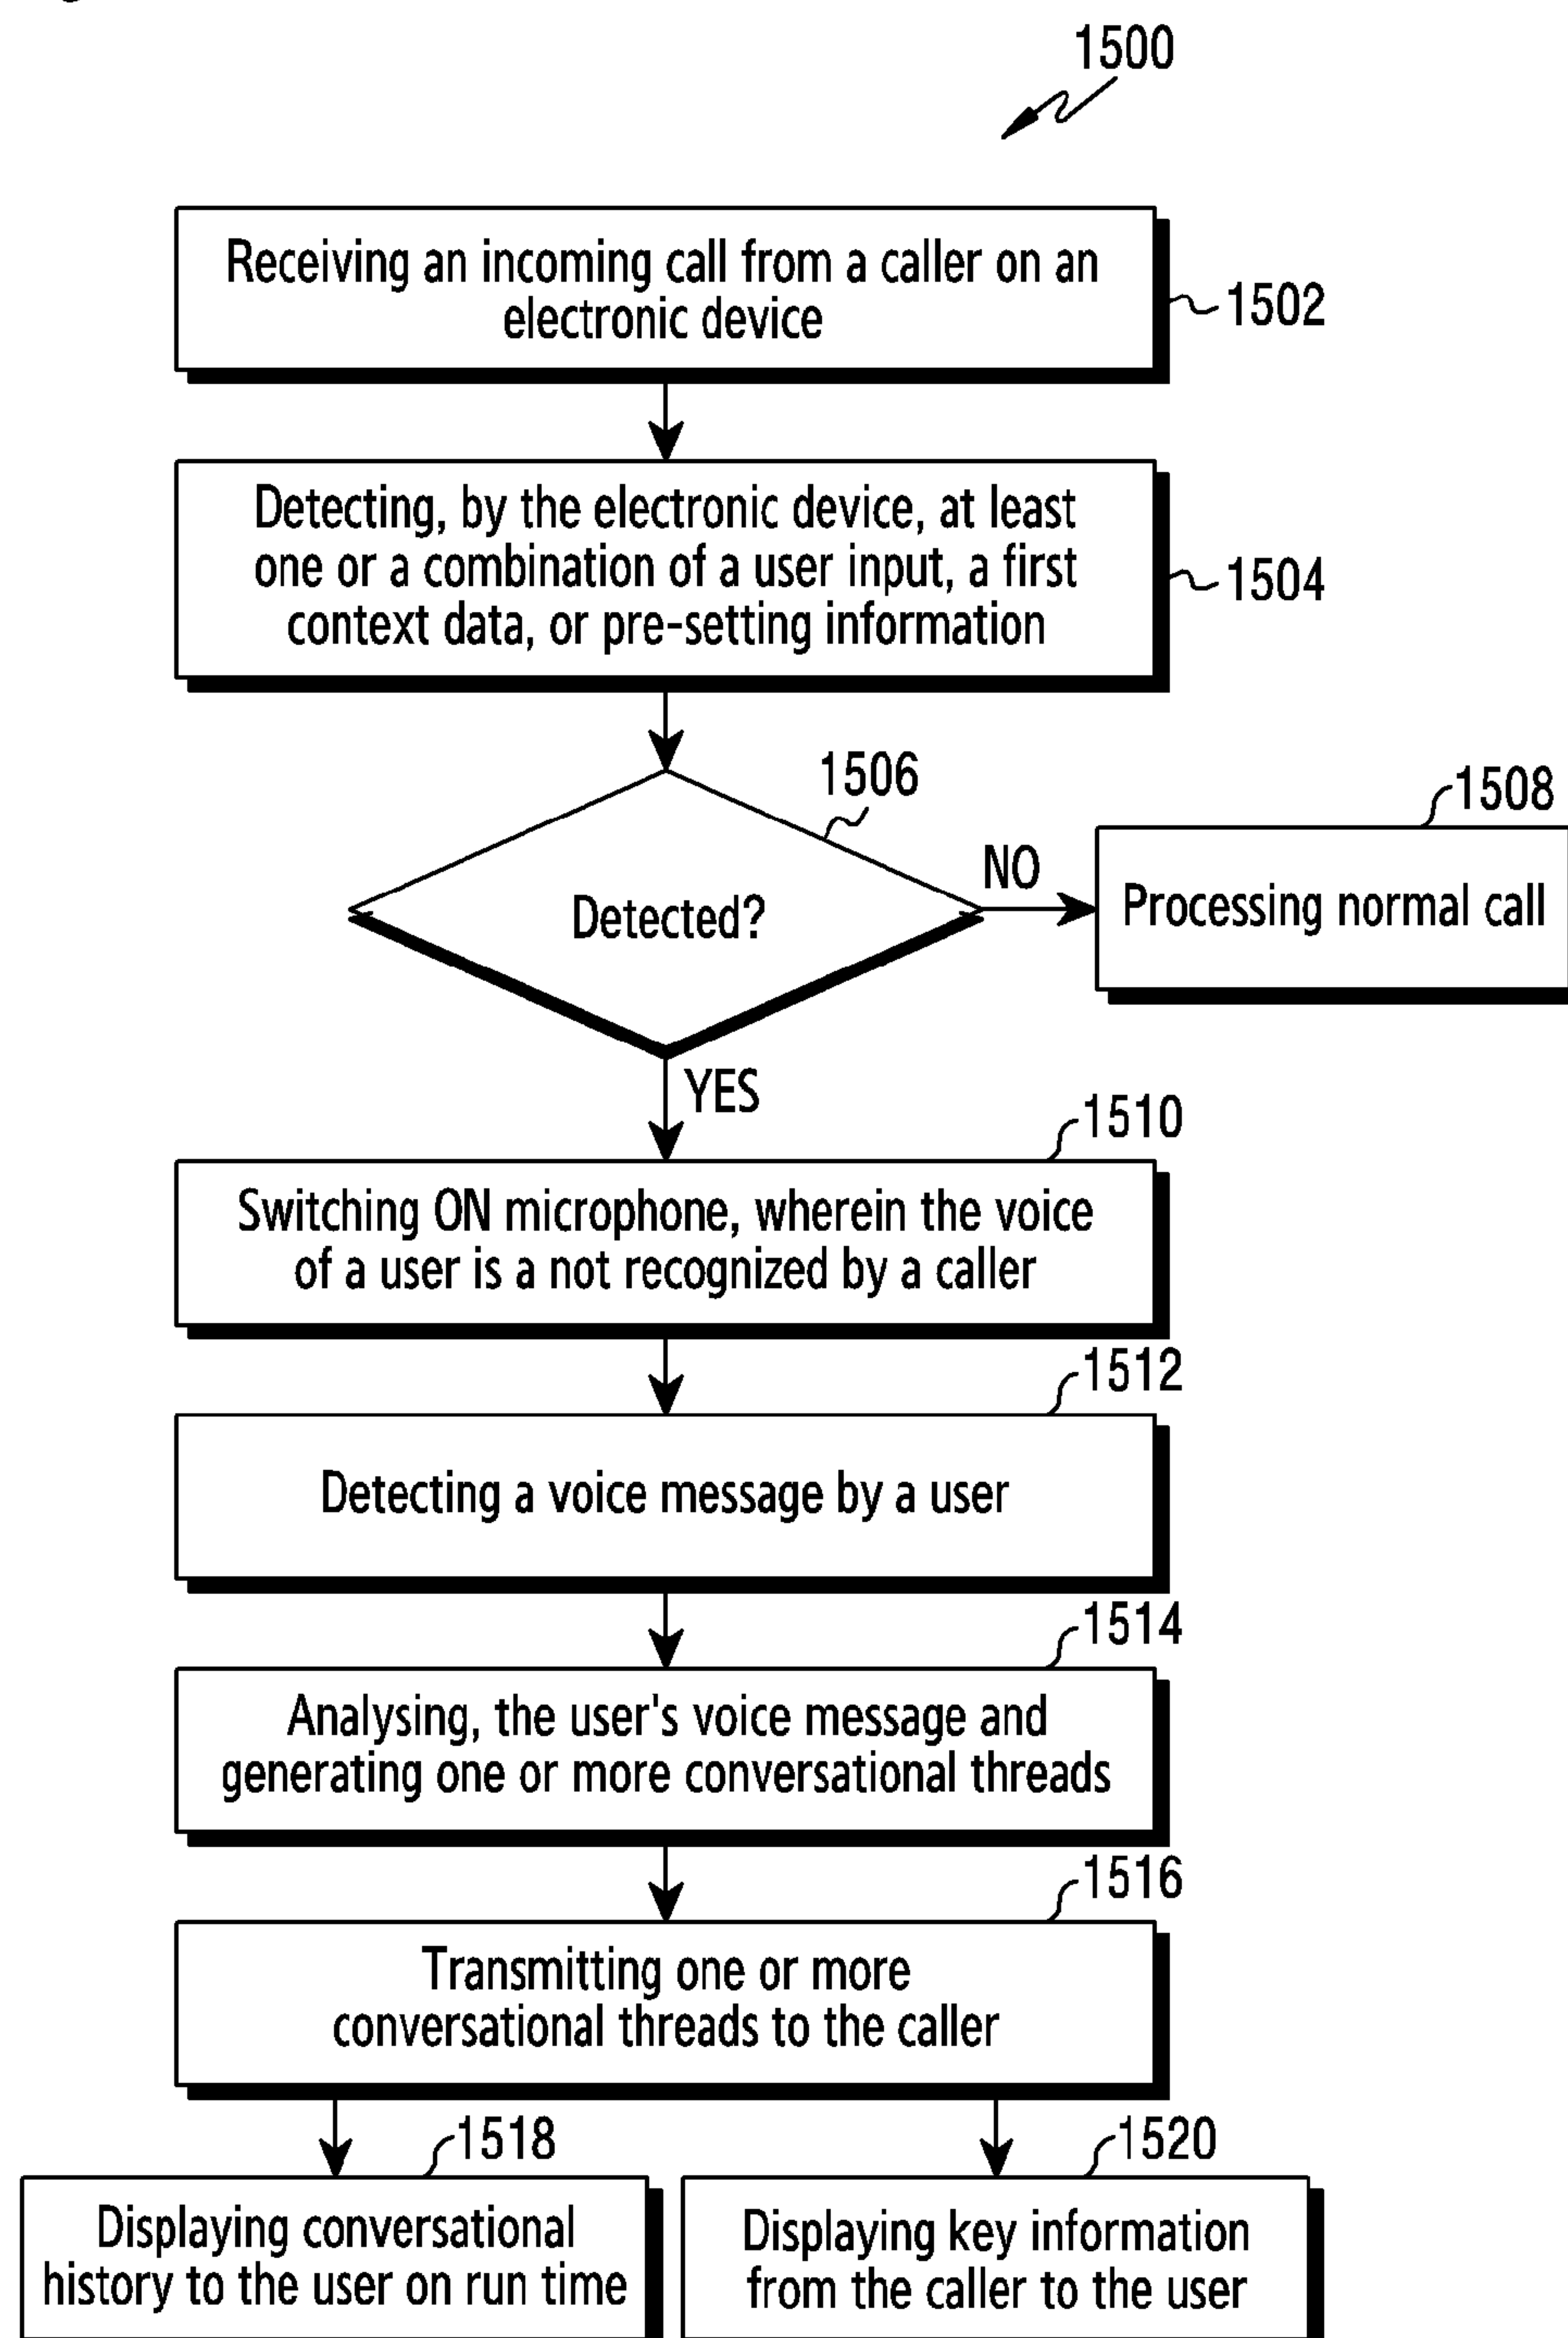 1500
Receiving an incoming call from a caller on an
electronic device
1502
Detecting, by the electronic device, at least
one or a combination of a user input, a first
context data, or pre-setting information
1504
1506
Detected?
NO
1508
Processing normal call
YES
1510
Switching ON microphone, wherein the voice
of a user is a not recognized by a caller
1512
Detecting a voice message by a user
1514
Analysing, the user's voice message and
generating one or more conversational threads
1516
Transmitting one or more
conversational threads to the caller
1518
Displaying conversational
history to the user on run time
1520
Displaying key information
from the caller to the user